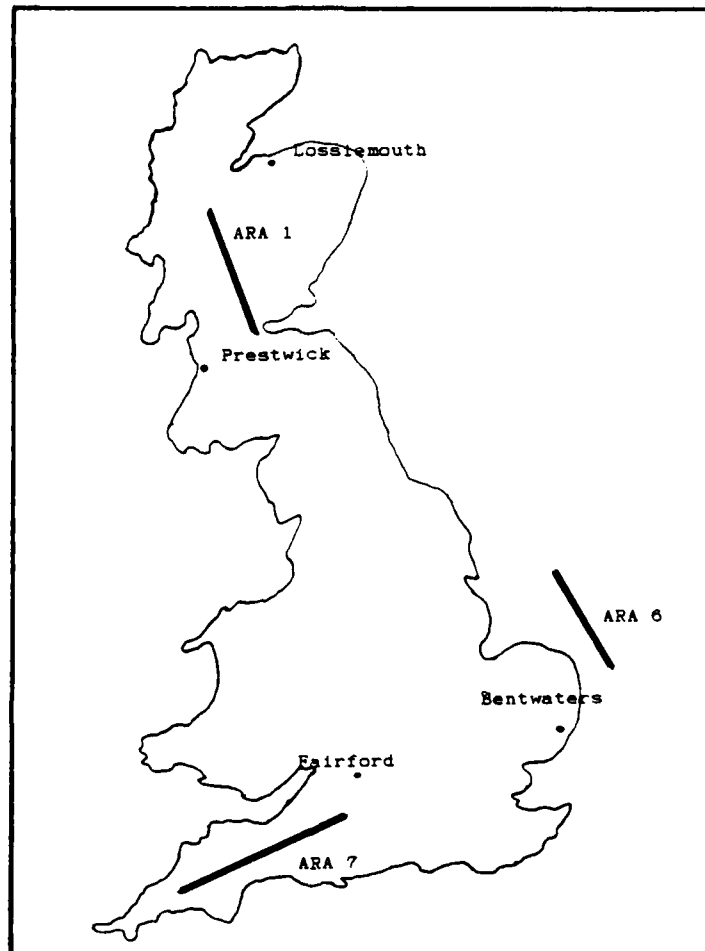 Lossiemouth
ARA 1
Prestwick
ARA 6
Bentwaters
Fairford
ARA 7